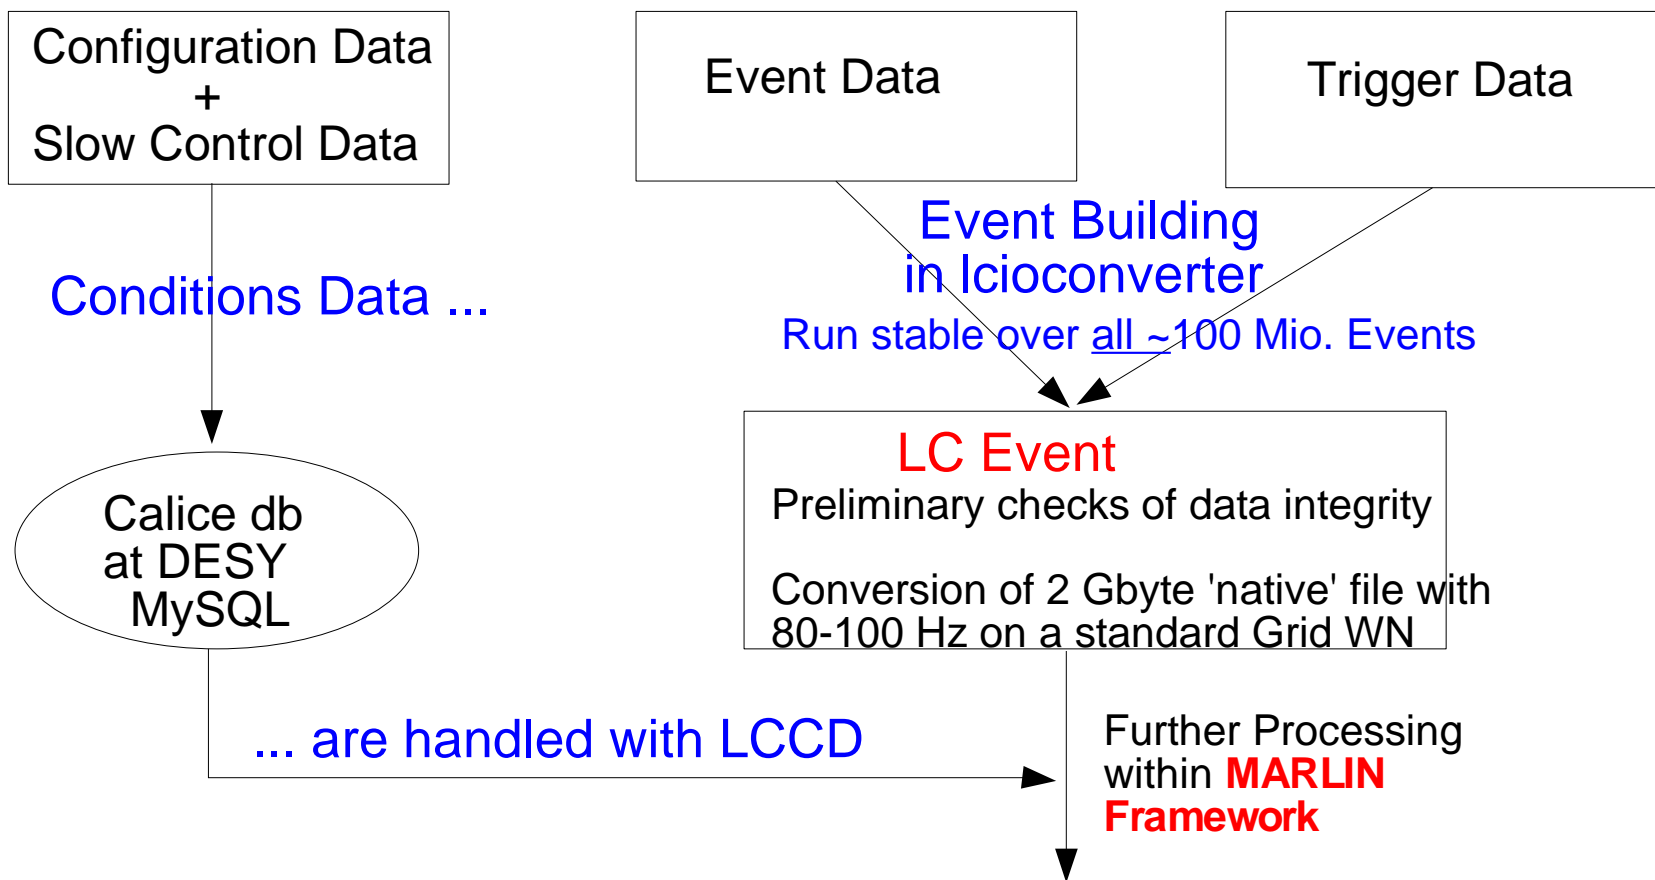 Configuration Data
+
Slow Control Data
Event Data
Trigger Data
Event Building
in lcioconverter
Run stable over all ~100 Mio. Events
Conditions Data ...
LC Event
Preliminary checks of data integrity
Conversion of 2 Gbyte 'native' file with
80-100 Hz on a standard Grid WN
Calice db
at DESY
MySQL
... are handled with LCCD
Further Processing
within MARLIN
Framework